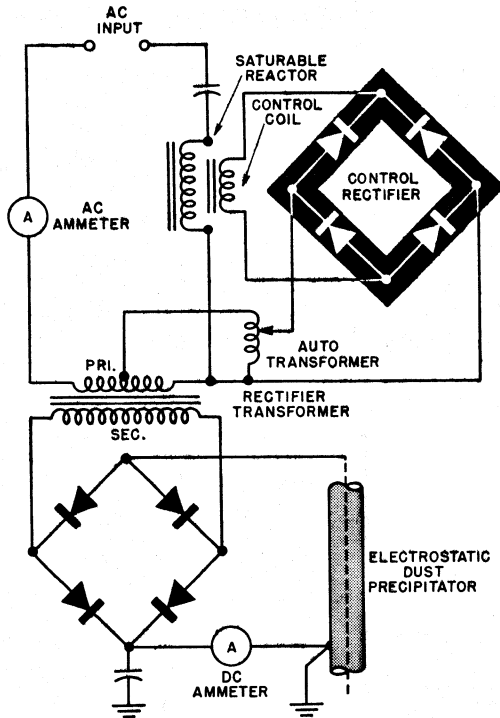 AC
INPUT
SATURABLE
REACTOR
CONTROL
COIL
CONTROL
RECTIFIER
A
AC
AMMETER
AUTO
TRANSFORMER
PRI.
RECTIFIER
TRANSFORMER
SEC.
ELECTROSTATIC
DUST
PRECIPITATOR
A
DC
AMMETER